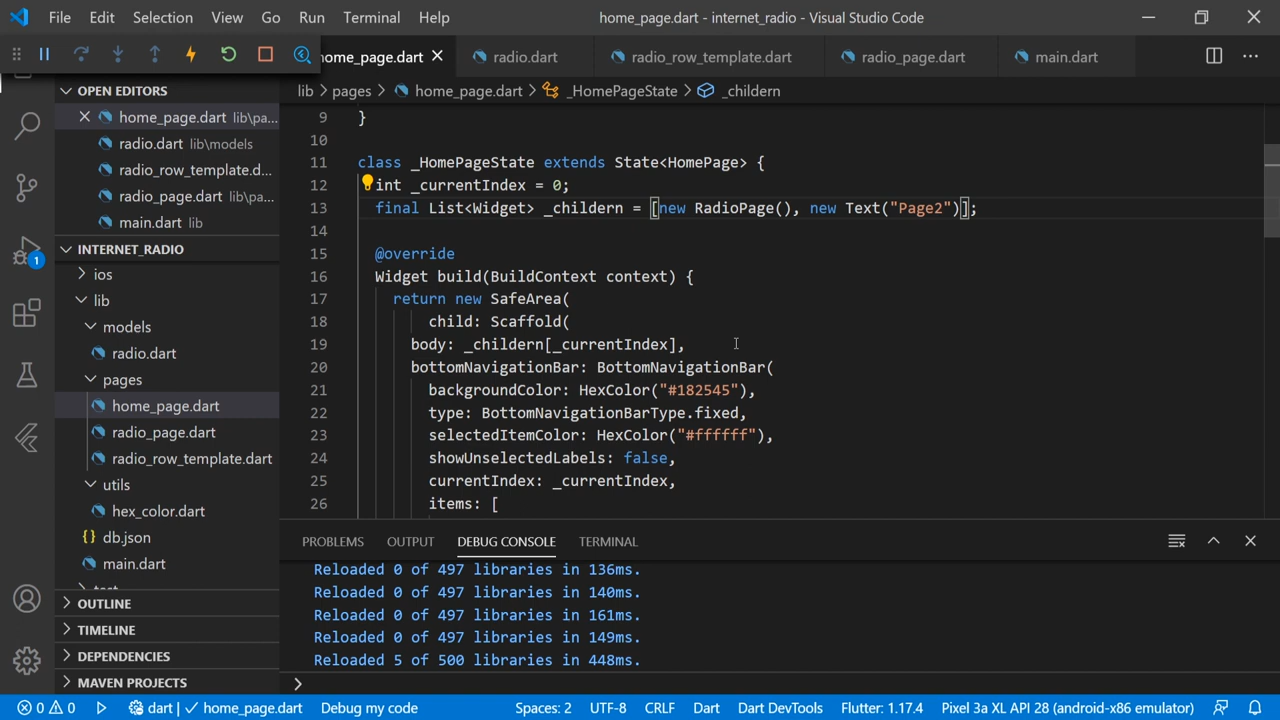 File Edit Selection View Go Run Terminal Help home_page.dart - internet_radio - Visual Studio Code
home_page.dart radio.dart radio_row_template.dart radio_page.dart main.dart
OPEN EDITORS
home_page.dart lib\pa...
radio.dart lib\models
radio_row_template.d...
radio_page.dart lib\pa...
main.dart lib
INTERNET_RADIO
ios
lib
models
radio.dart
pages
home_page.dart
radio_page.dart
radio_row_template.dart
utils
hex_color.dart
db.json
main.dart
OUTLINE
TIMELINE
DEPENDENCIES
MAVEN PROJECTS
1
lib > pages > home_page.dart > _HomePageState > _childern
9 }
10
11 class _HomePageState extends State<HomePage> {
12 int _currentIndex = 0;
13 final List<Widget> _childern = [new RadioPage(), new Text("Page2")];
14
15 @override
16 Widget build(BuildContext context) {
17 return new SafeArea(
18 child: Scaffold(
19 body: _childern[_currentIndex],
20 bottomNavigationBar: BottomNavigationBar(
21 backgroundColor: HexColor("#182545"),
22 type: BottomNavigationBarType.fixed,
23 selectedItemColor: HexColor("#ffffff"),
24 showUnselectedLabels: false,
25 currentIndex: _currentIndex,
26 items: [
PROBLEMS OUTPUT DEBUG CONSOLE TERMINAL
Reloaded 0 of 497 libraries in 136ms.
Reloaded 0 of 497 libraries in 140ms.
Reloaded 0 of 497 libraries in 161ms.
Reloaded 0 of 497 libraries in 149ms.
Reloaded 5 of 500 libraries in 448ms.
>
0 0 dart | home_page.dart Debug my code Spaces: 2 UTF-8 CRLF Dart Dart DevTools Flutter: 1.17.4 Pixel 3a XL API 28 (android-x86 emulator)